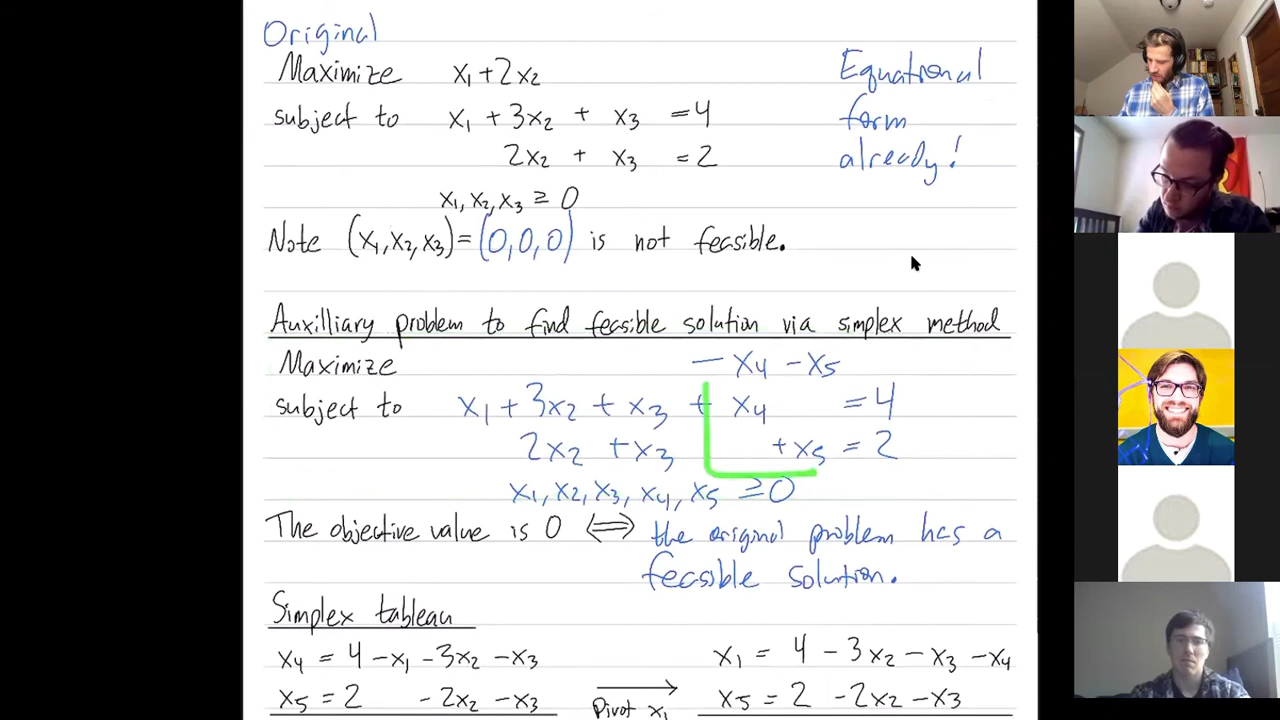 Original
Maximize x₁ + 2x₂
subject to x₁ + 3x₂ + x₃ = 4
2x₂ + x₃ = 2
x₁, x₂, x₃ ≥ 0
Equational
form
already!
Note (x₁, x₂, x₃) = (0, 0, 0) is not feasible.
Auxilliary problem to find feasible solution via simplex method
Maximize − x₄ − x₅
subject to x₁ + 3x₂ + x₃ + x₄ = 4
2x₂ + x₃ + x₅ = 2
x₁, x₂, x₃, x₄, x₅ ≥ 0
The objective value is 0 ⟺ the original problem has a
feasible solution.
Simplex tableau
x₄ = 4 − x₁ − 3x₂ − x₃
x₅ = 2 − 2x₂ − x₃
Pivot x₁
x₁ = 4 − 3x₂ − x₃ − x₄
x₅ = 2 − 2x₂ − x₃